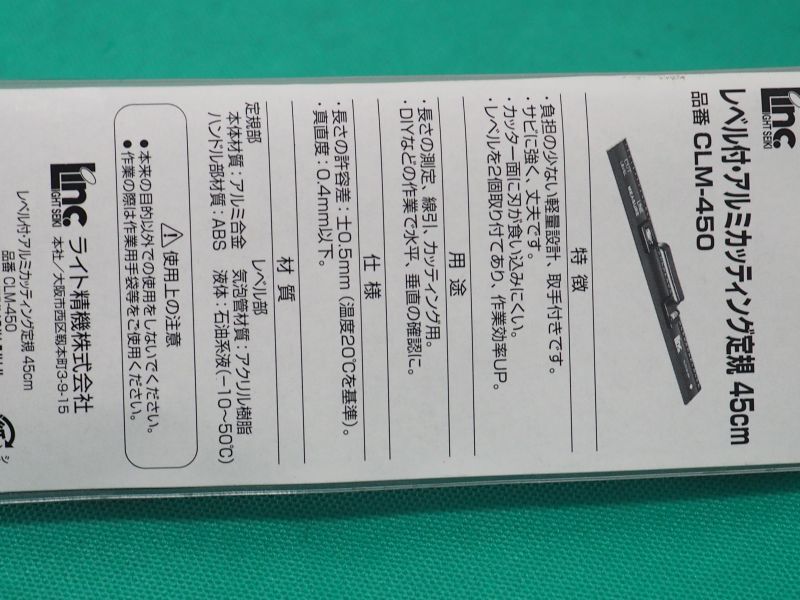 Linc.
IGHT SEIKI
レベル付・アルミカッティング定規 45cm
品番 CLM-450
特徴
・負担の少ない軽量設計、取手付きです。
・サビに強く、丈夫です。
・カッター面に刃が食い込みにくい。
・レベルを2個取り付てあり、作業効率UP。
用途
・長さの測定、線引、カッティング用。
・DIYなどの作業で水平、垂直の確認に。
仕様
・長さの許容差：±0.5mm（温度20℃を基準）。
・真直度：0.4mm以下。
材質
定規部
本体材質：アルミ合金
ハンドル部材質：ABS
レベル部
気泡管材質：アクリル樹脂
液体：石油系液（−10〜50℃）
⚠ 使用上の注意
●本来の目的以外での使用をしないでください。
●作業の際は作業用手袋等をご使用ください。
Linc.
IGHT SEIKI
ライト精機株式会社
本社／大阪市西区靱本町3-9-15
レベル付・アルミカッティング定規 45cm
品番 CLM-450